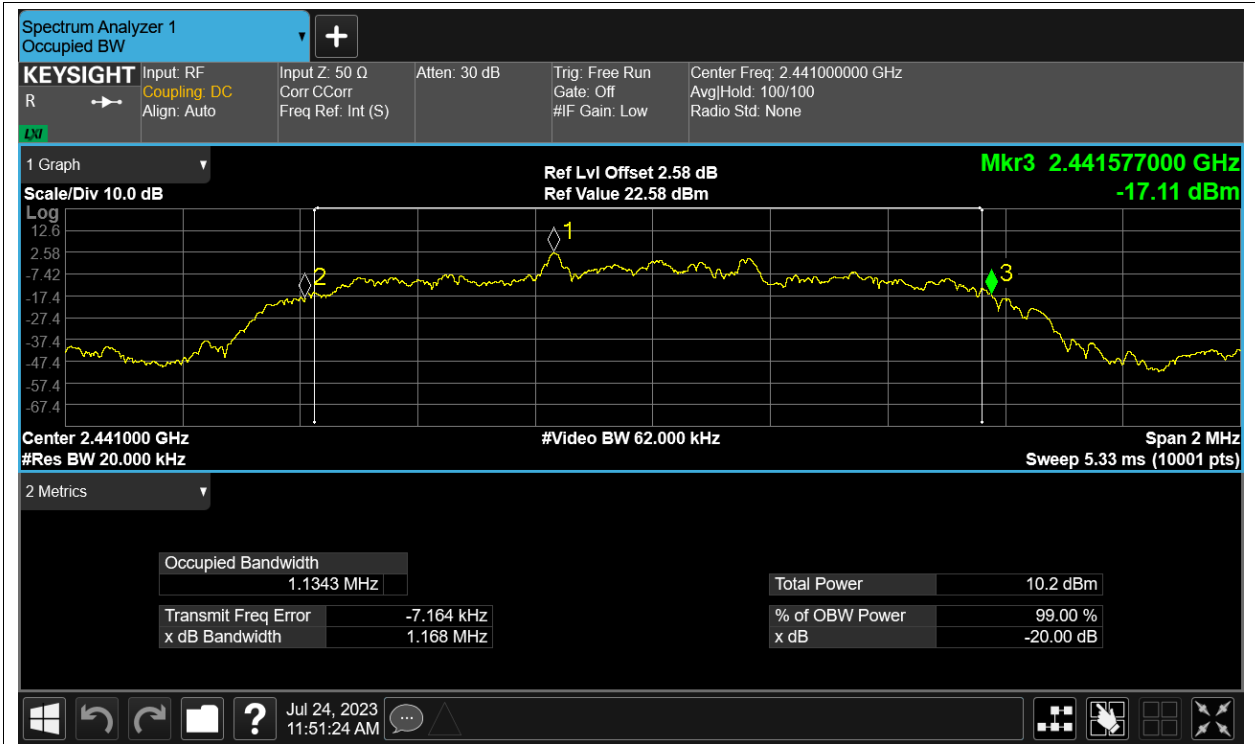 Spectrum Analyzer 1
Occupied BW
KEYSIGHT
R
LXI
Input: RF
Coupling: DC
Align: Auto
Input Z: 50 Ω
Corr CCorr
Freq Ref: Int (S)
Atten: 30 dB
Trig: Free Run
Gate: Off
#IF Gain: Low
Center Freq: 2.441000000 GHz
Avg|Hold: 100/100
Radio Std: None
1 Graph
Scale/Div 10.0 dB
Ref Lvl Offset 2.58 dB
Ref Value 22.58 dBm
Mkr3 2.441577000 GHz
-17.11 dBm
Log
12.6
2.58
-7.42
-17.4
-27.4
-37.4
-47.4
-57.4
-67.4
1
2
3
Center 2.441000 GHz
#Video BW 62.000 kHz
Span 2 MHz
#Res BW 20.000 kHz
Sweep 5.33 ms (10001 pts)
2 Metrics
Occupied Bandwidth
1.1343 MHz
Transmit Freq Error -7.164 kHz
x dB Bandwidth 1.168 MHz
Total Power 10.2 dBm
% of OBW Power 99.00 %
x dB -20.00 dB
?
Jul 24, 2023
11:51:24 AM